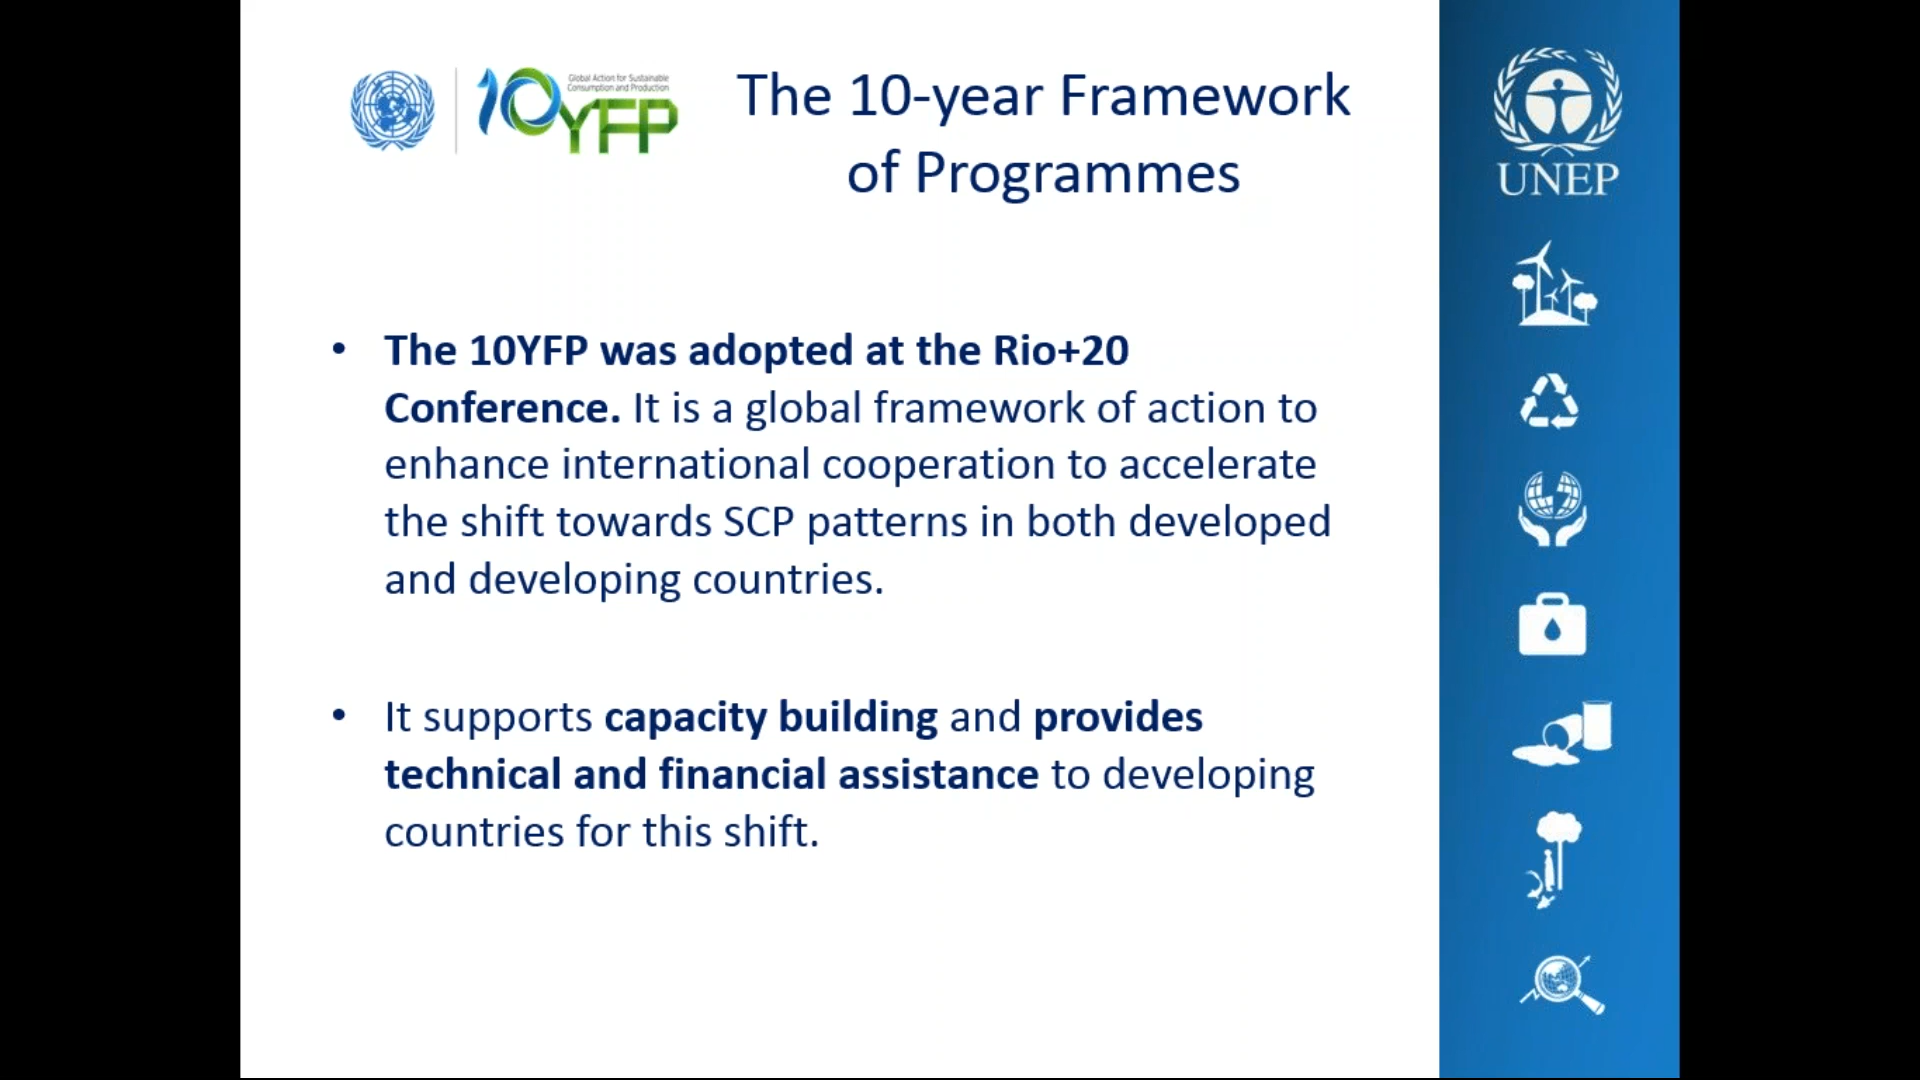 Global Action for Sustainable
Consumption and Production
10YFP
The 10-year Framework
of Programmes
UNEP
• The 10YFP was adopted at the Rio+20
Conference. It is a global framework of action to
enhance international cooperation to accelerate
the shift towards SCP patterns in both developed
and developing countries.
• It supports capacity building and provides
technical and financial assistance to developing
countries for this shift.